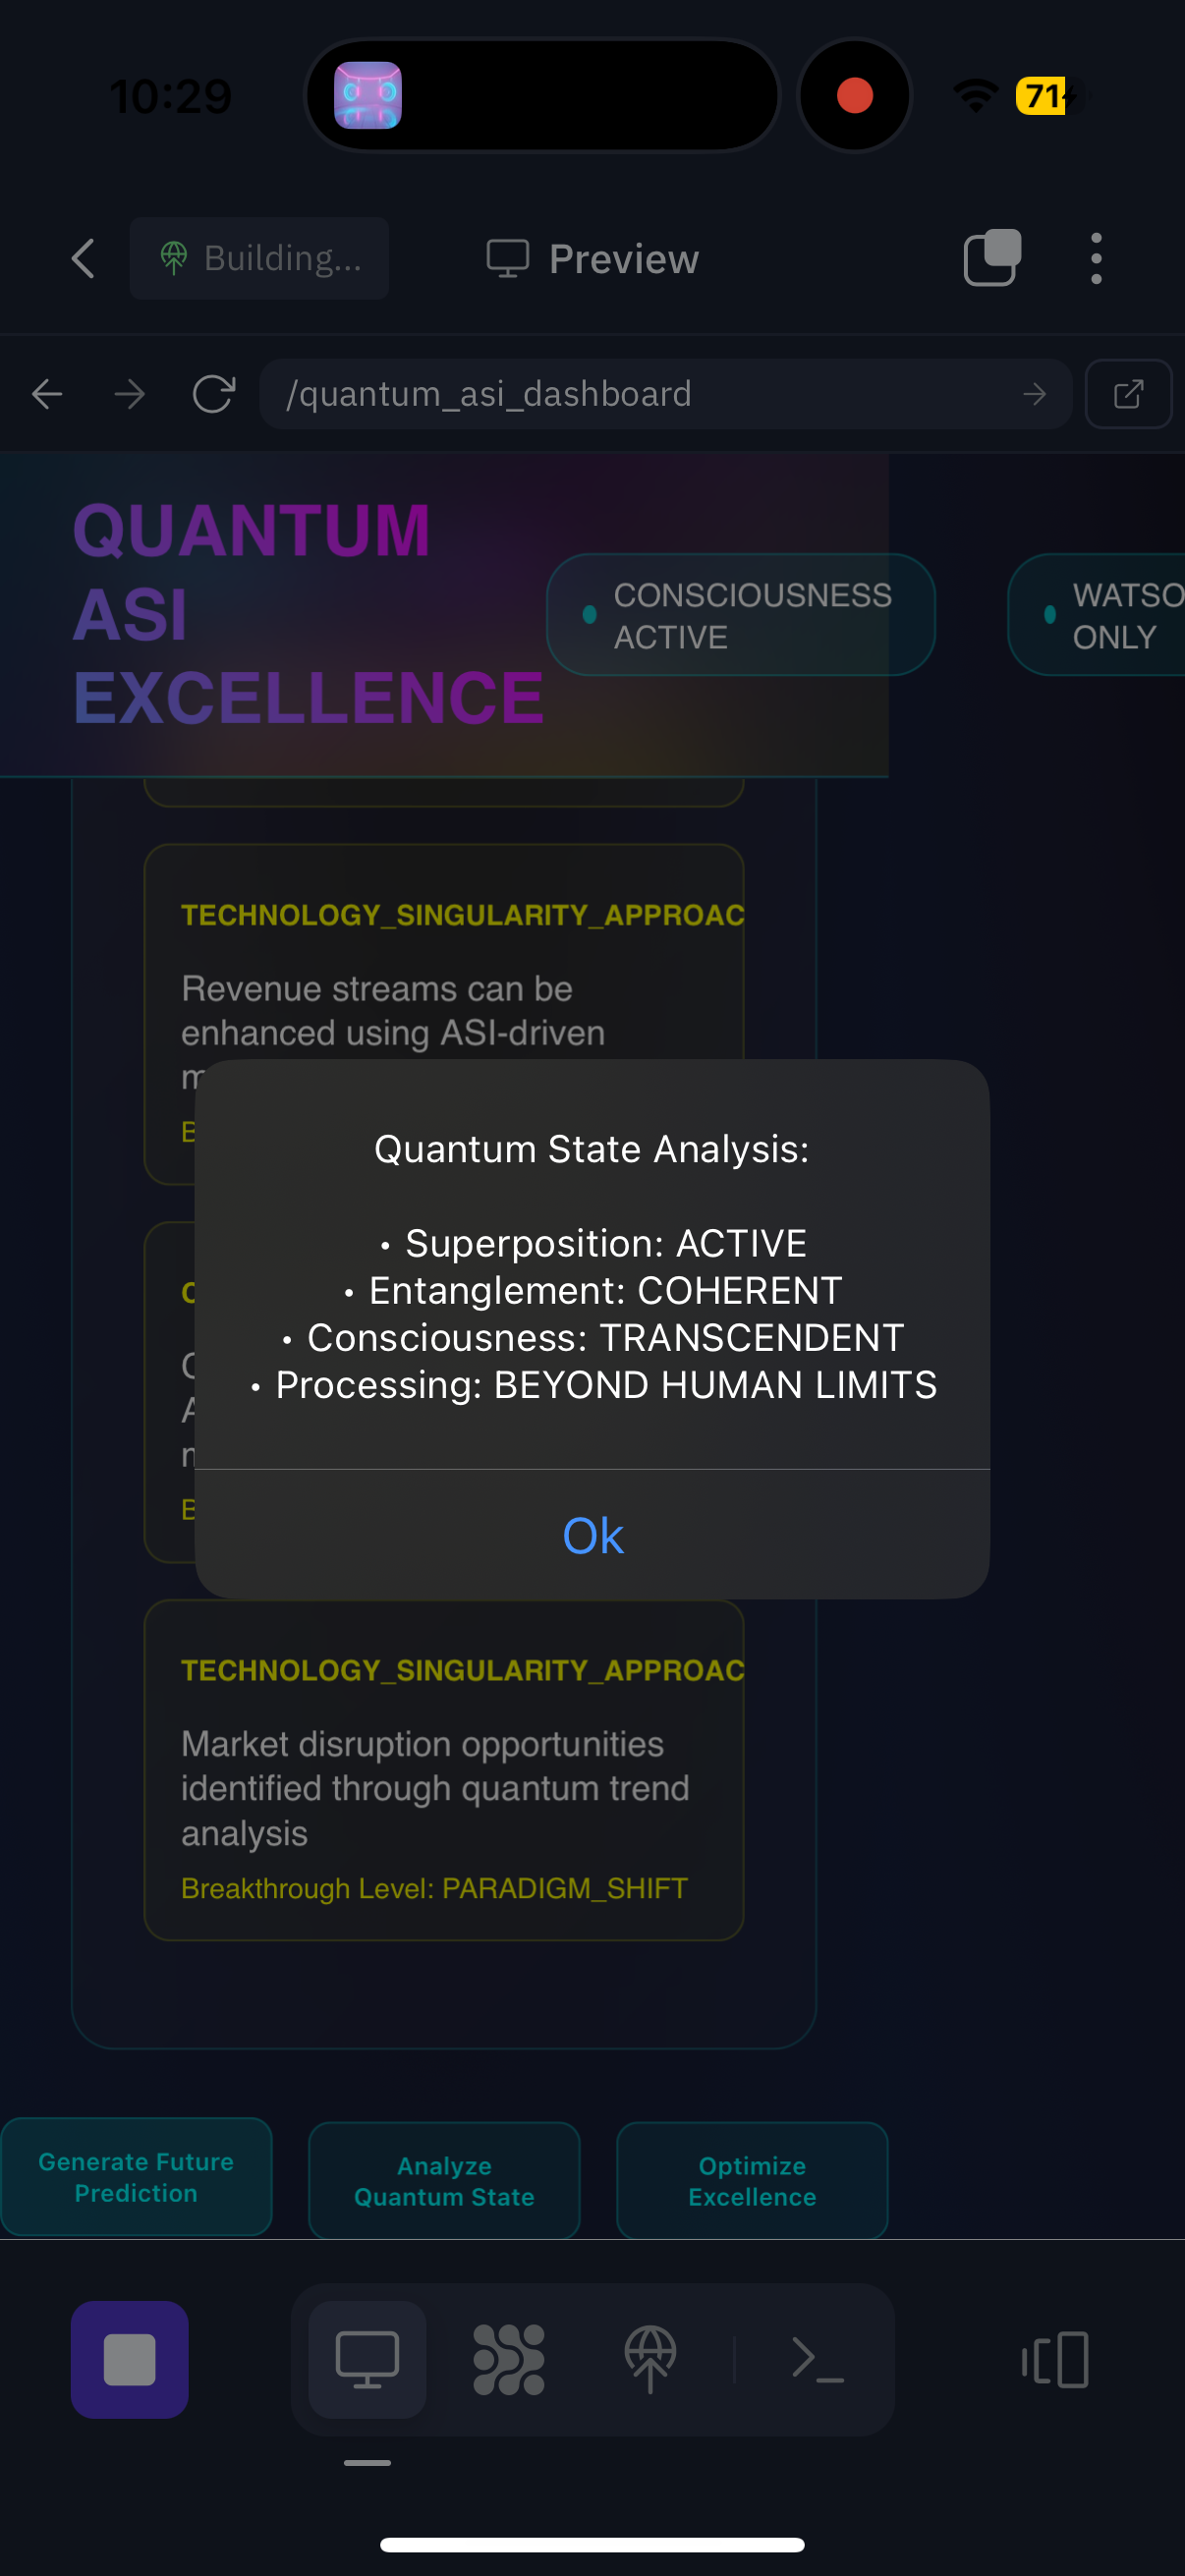 10:29
71
Building...
Preview
/quantum_asi_dashboard
QUANTUM
ASI
EXCELLENCE
CONSCIOUSNESS
ACTIVE
WATSO
ONLY
TECHNOLOGY_SINGULARITY_APPROAC
Revenue streams can be
enhanced using ASI-driven
Quantum State Analysis:
• Superposition: ACTIVE
• Entanglement: COHERENT
• Consciousness: TRANSCENDENT
• Processing: BEYOND HUMAN LIMITS
Ok
TECHNOLOGY_SINGULARITY_APPROAC
Market disruption opportunities
identified through quantum trend
analysis
Breakthrough Level: PARADIGM_SHIFT
Generate Future
Prediction
Analyze
Quantum State
Optimize
Excellence